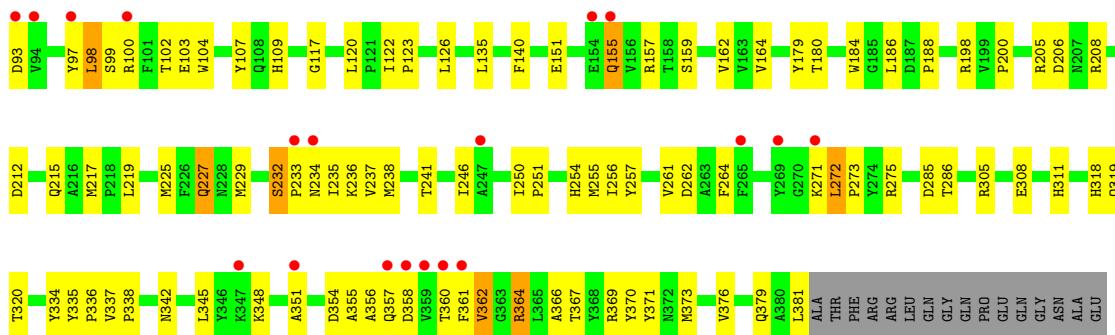 D93 V94 Y97 L98 S99 R100 F101 T102 E103 W104 Y107 Q108 H109 G117 L120 P121 I122 P123 L126 L135 F140 E151 E154 Q155 V156 R157 T158 S159 V162 V163 V164 Y179 T180 W184 G185 L186 D187 P188 R198 V199 P200 R205 D206 N207 R208
D212 Q215 A216 M217 P218 L219 M225 F226 Q227 N228 M229 S232 P233 N234 I235 K236 V237 M238 T241 I246 A247 I250 P251 H254 M255 I256 Y257 V261 D262 A263 F264 F265 Y269 G270 K271 L272 P273 Y274 R275 D285 T286 R305 E308 H311 H318
T320 Y334 Y335 P336 V337 P338 N342 L345 Y346 K347 K348 A351 D354 A355 A356 Q357 D358 V359 T360 F361 V362 G363 R364 L365 A366 T367 Y368 R369 Y370 Y371 N372 M373 V376 Q379 A380 L381 ALA THR PHE ARG ARG LEU GLN GLY GLN PRO GLU GLN GLY ASN ALA GLU